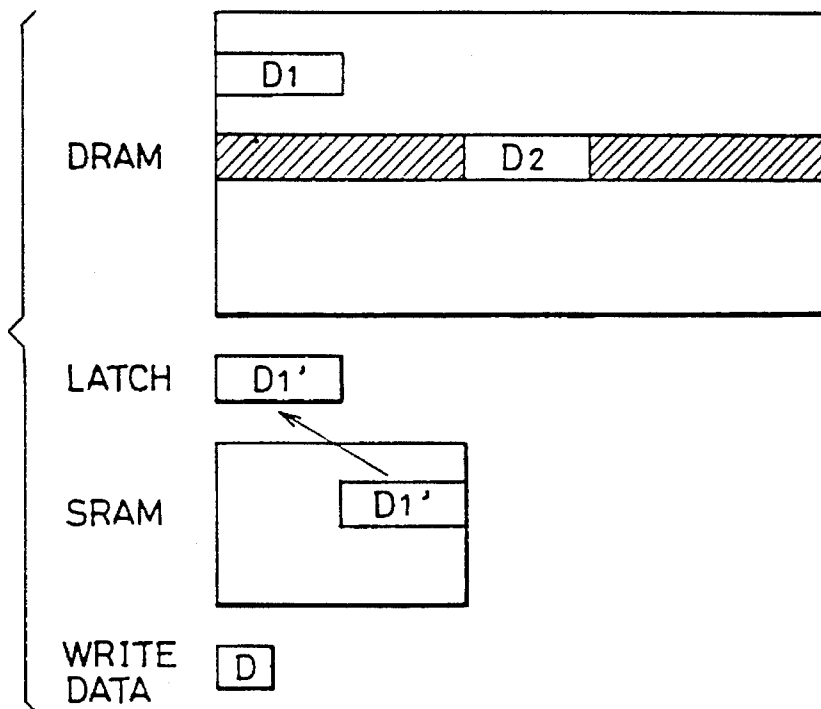 D1
DRAM
D2
LATCH
D1'
SRAM
D1'
WRITE
DATA
D